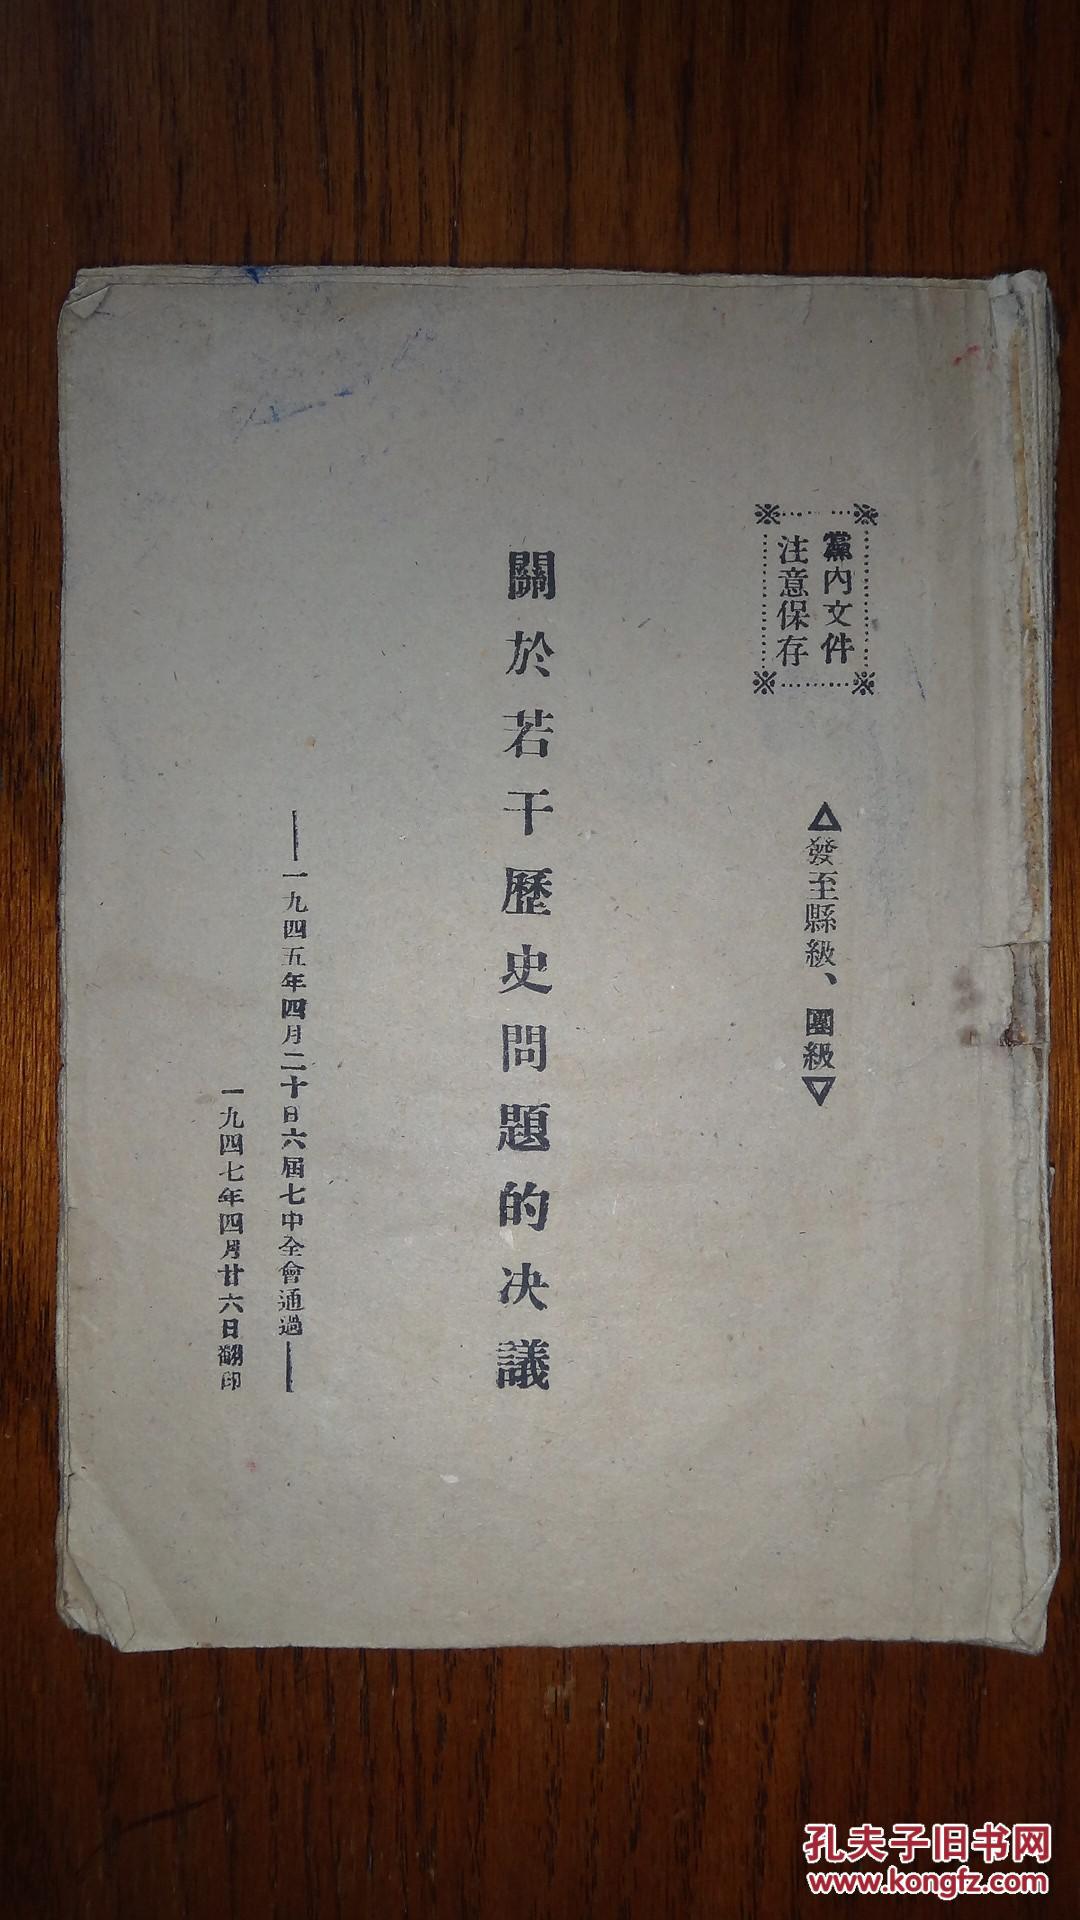 黨內文件
注意保存
△發至縣級、團級▽
關於若干歷史問題的决議
——一九四五年四月二十日六屆七中全會通過——
一九四七年四月廿六日翻印
孔夫子旧书网
www.kongfz.com